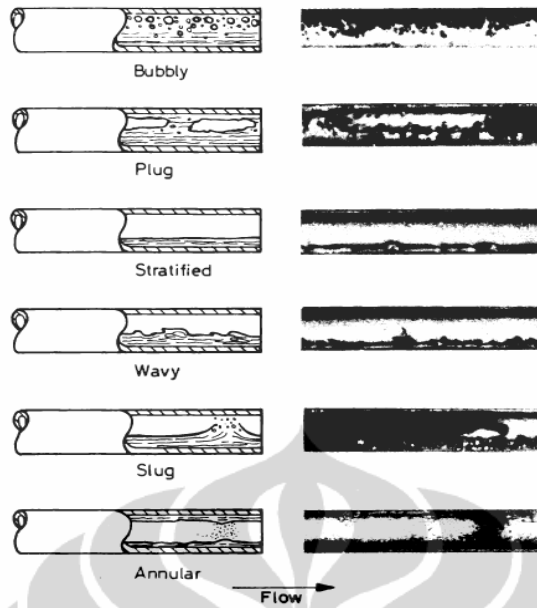 Bubbly
Plug
Stratified
Wavy
Slug
Annular
Flow